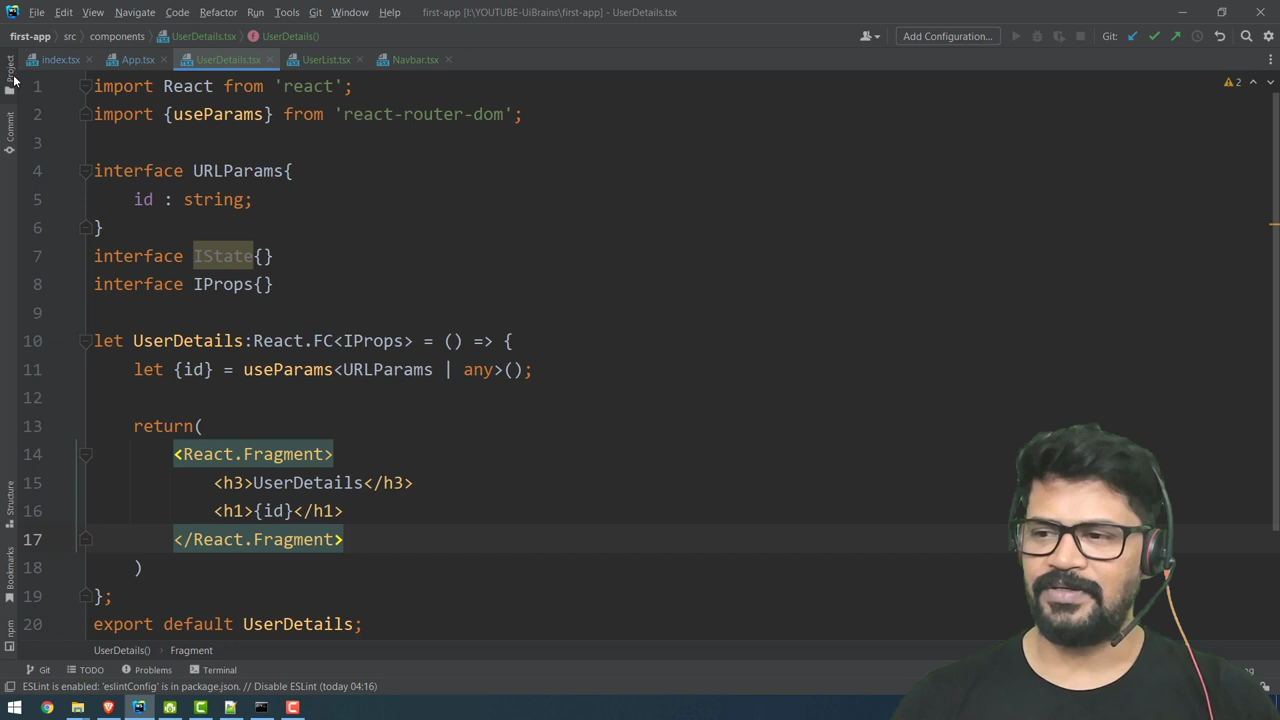 File Edit View Navigate Code Refactor Run Tools Git Window Help first-app [I:\YOUTUBE-UiBrains\first-app] - UserDetails.tsx
first-app src components UserDetails.tsx UserDetails() Add Configuration... Git:
index.tsx App.tsx UserDetails.tsx UserList.tsx Navbar.tsx
Project
Commit
Structure
Bookmarks
npm
2
1 import React from 'react';
2 import {useParams} from 'react-router-dom';
3
4 interface URLParams{
5 id : string;
6 }
7 interface IState{}
8 interface IProps{}
9
10 let UserDetails:React.FC<IProps> = () => {
11 let {id} = useParams<URLParams | any>();
12
13 return(
14 <React.Fragment>
15 <h3>UserDetails</h3>
16 <h1>{id}</h1>
17 </React.Fragment>
18 )
19 };
20 export default UserDetails;
UserDetails() Fragment
Git TODO Problems Terminal
ESLint is enabled: 'eslintConfig' is in package.json. // Disable ESLint (today 04:16)